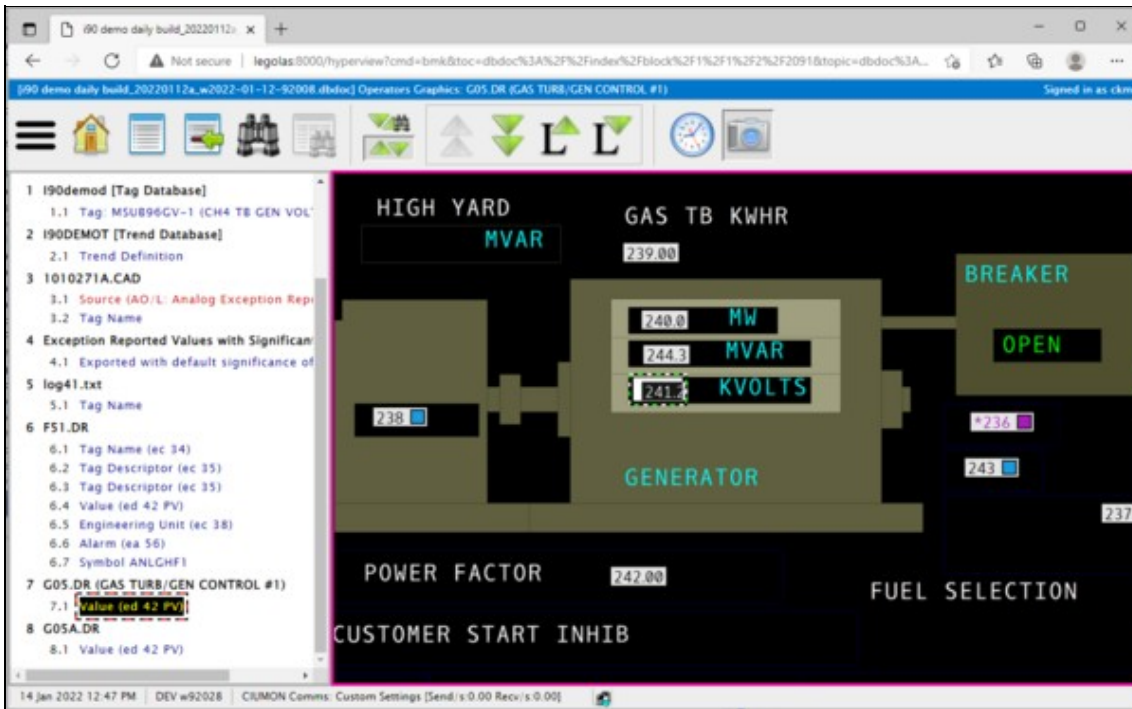 i90 demo daily build_20220112
Not secure | legolas:8000/hyperview?cmd=bmk&toc=dbdoc%3A%2F%2Findex%2Fblock%2F1%2F1%2F2%2F2091&topic=dbdoc%3A...
[i90 demo daily build_20220112a_w2022-01-12-92008.dbdoc] Operators Graphics: G05.DR (GAS TURB/GEN CONTROL #1)
Signed in as ckm
L L
1 I90demod [Tag Database]
1.1 Tag: MSUB96GV-1 (CH4 TB GEN VOL
2 I90DEMOT [Trend Database]
2.1 Trend Definition
3 1010271A.CAD
3.1 Source (AO/L: Analog Exception Rep
3.2 Tag Name
4 Exception Reported Values with Significan
4.1 Exported with default significance of
5 log41.txt
5.1 Tag Name
6 F51.DR
6.1 Tag Name (ec 34)
6.2 Tag Descriptor (ec 35)
6.3 Tag Descriptor (ec 35)
6.4 Value (ed 42 PV)
6.5 Engineering Unit (ec 38)
6.6 Alarm (ea 56)
6.7 Symbol ANLGHF1
7 G05.DR (GAS TURB/GEN CONTROL #1)
7.1 Value (ed 42 PV)
8 G05A.DR
8.1 Value (ed 42 PV)
HIGH YARD
MVAR
GAS TB KWHR
239.00
BREAKER
OPEN
240.0 MW
244.3 MVAR
241.2 KVOLTS
238
*236
243
237
GENERATOR
POWER FACTOR
242.00
FUEL SELECTION
CUSTOMER START INHIB
14 Jan 2022 12:47 PM
DEV w92028
CIUMON Comms: Custom Settings [Send/s:0.00 Recv/s:0.00]